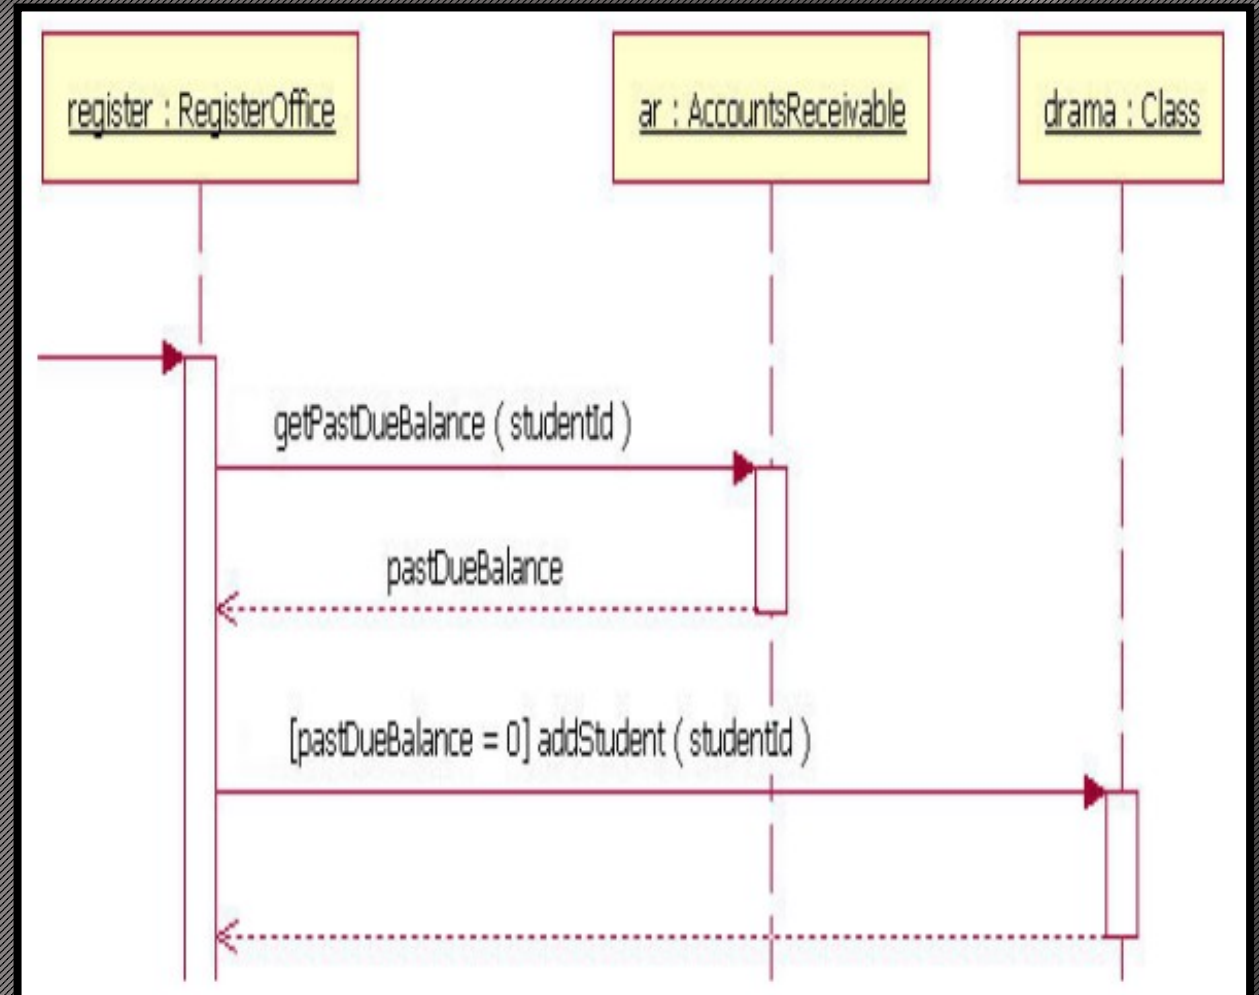 register : RegisterOffice
ar : AccountsReceivable
drama : Class
getPastDueBalance ( studentId )
pastDueBalance
[pastDueBalance = 0] addStudent ( studentId )